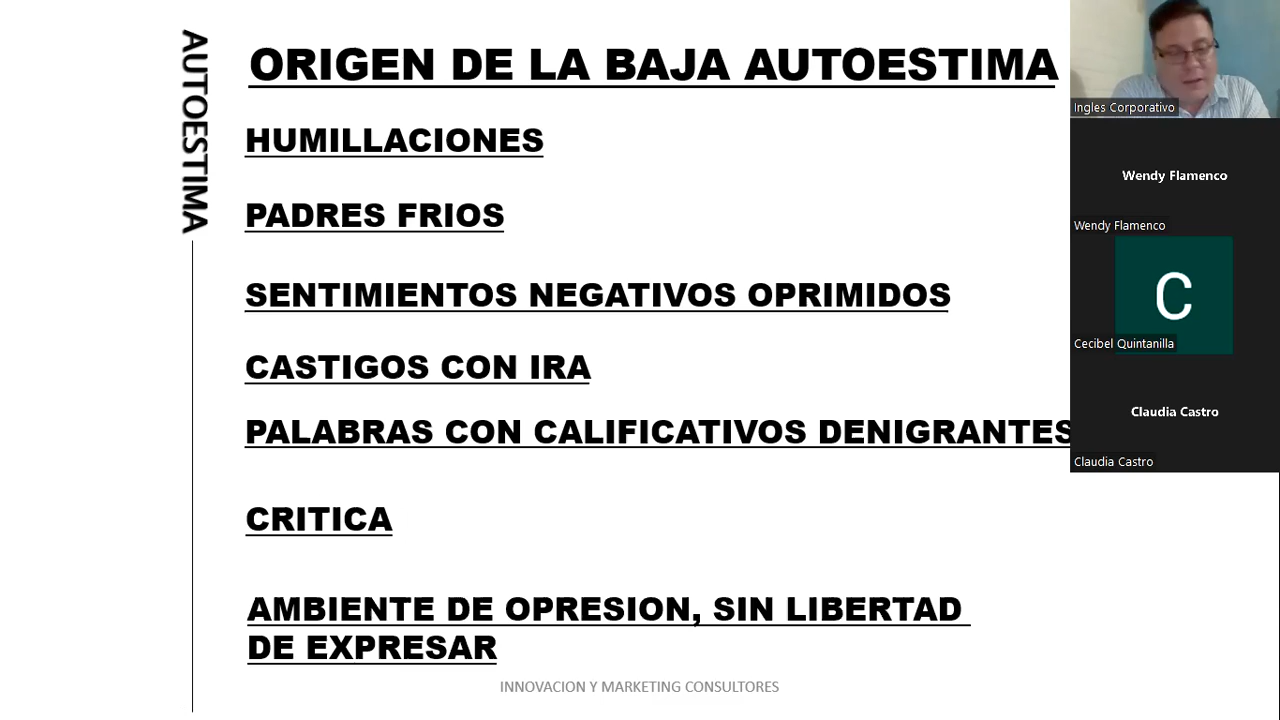 AUTOESTIMA
ORIGEN DE LA BAJA AUTOESTIMA
HUMILLACIONES
PADRES FRIOS
SENTIMIENTOS NEGATIVOS OPRIMIDOS
CASTIGOS CON IRA
PALABRAS CON CALIFICATIVOS DENIGRANTES
CRITICA
AMBIENTE DE OPRESION, SIN LIBERTAD
DE EXPRESAR
INNOVACION Y MARKETING CONSULTORES
Ingles Corporativo
Wendy Flamenco
Wendy Flamenco
C
Cecibel Quintanilla
Claudia Castro
Claudia Castro